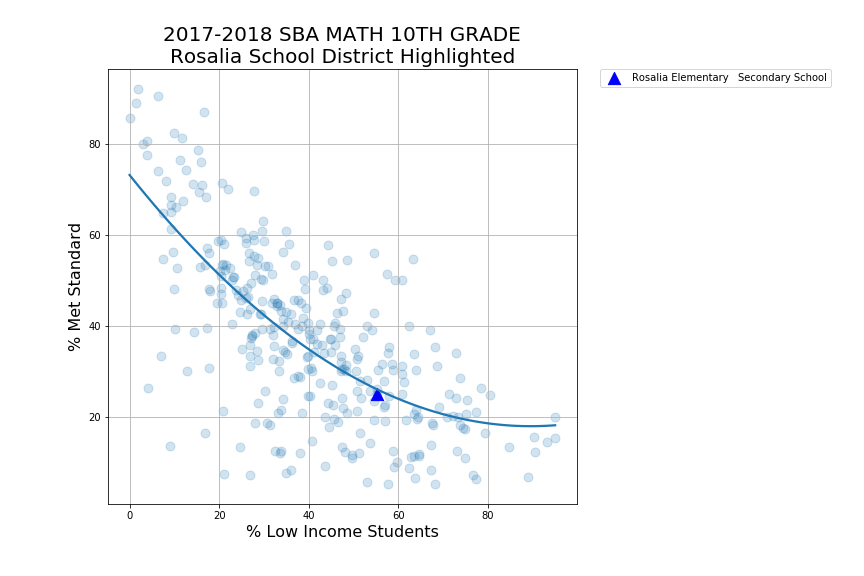 2017-2018 SBA MATH 10TH GRADE
Rosalia School District Highlighted
Rosalia Elementary   Secondary School
% Met Standard
80
60
40
20
0 20 40 60 80
% Low Income Students